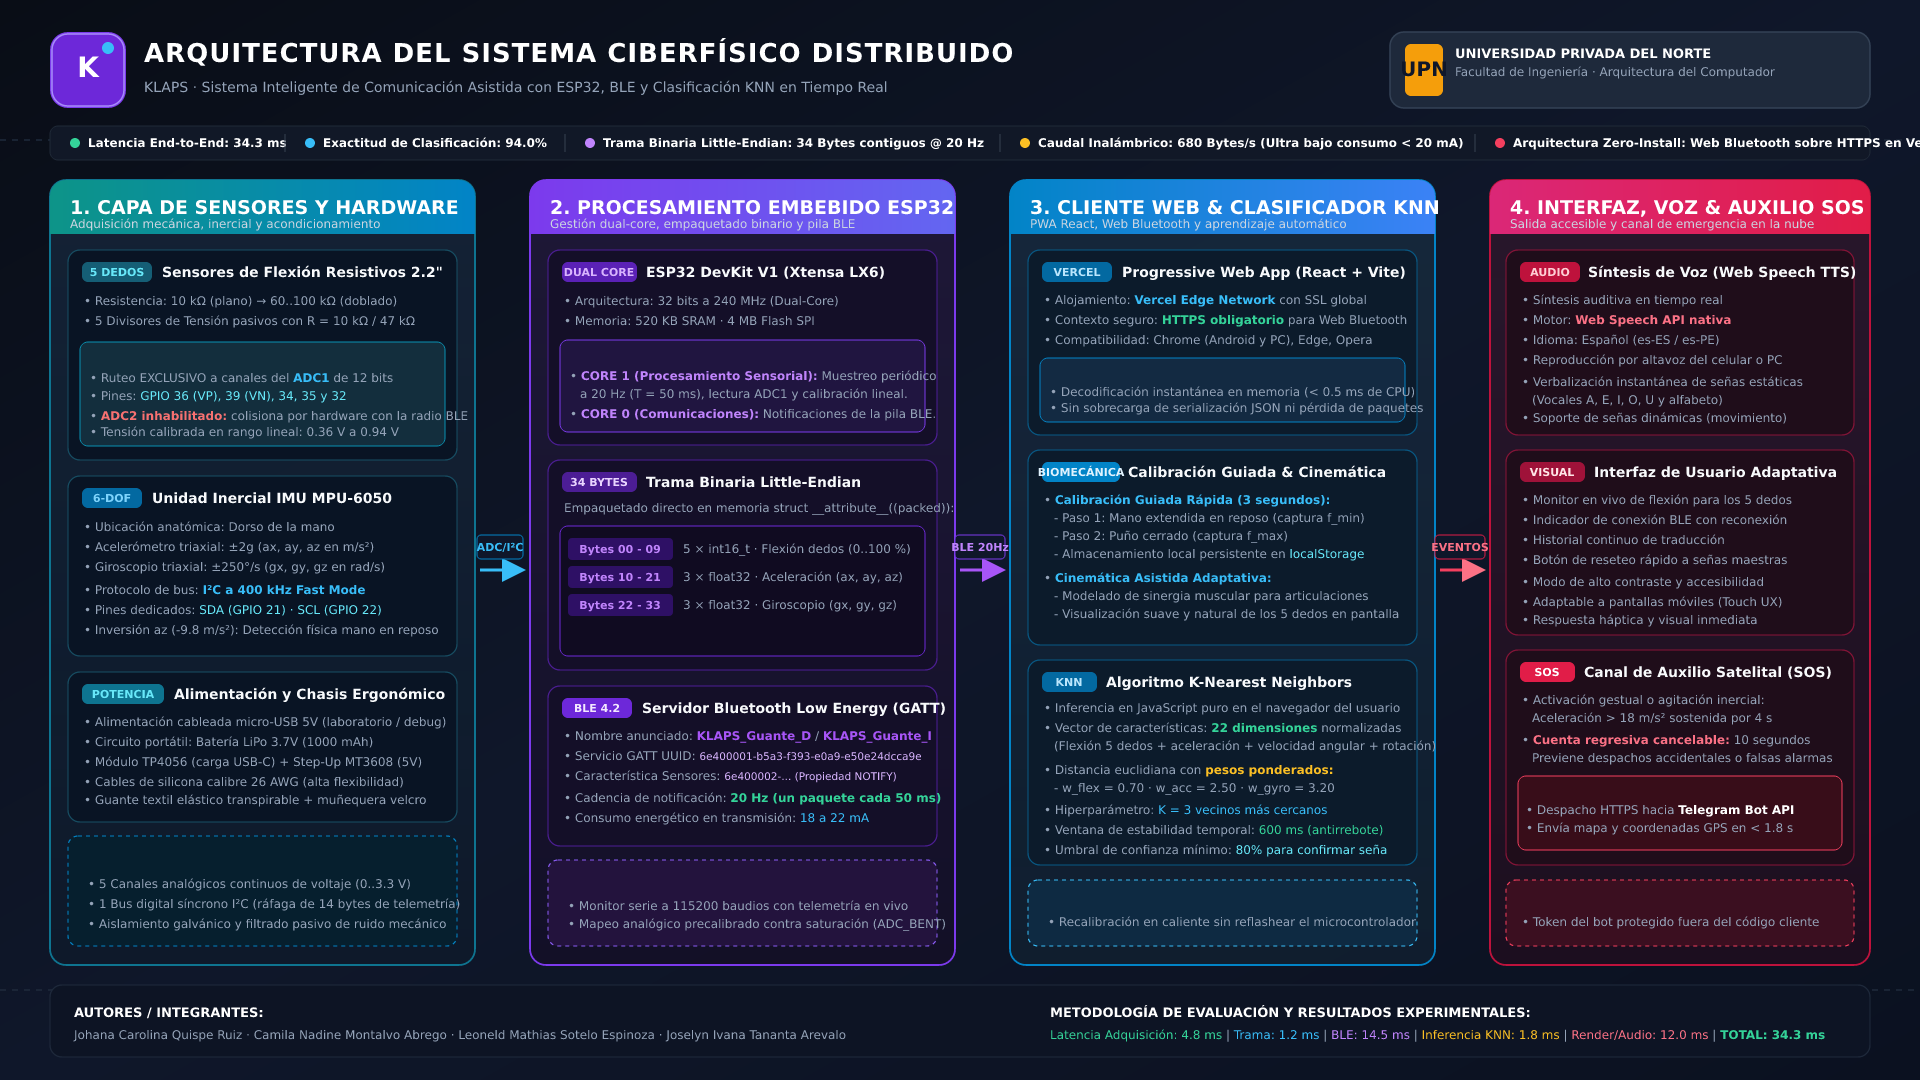 K
ARQUITECTURA DEL SISTEMA CIBERFÍSICO DISTRIBUIDO
KLAPS · Sistema Inteligente de Comunicación Asistida con ESP32, BLE y Clasificación KNN en Tiempo Real
UPN
UNIVERSIDAD PRIVADA DEL NORTE
Facultad de Ingeniería · Arquitectura del Computador
Latencia End-to-End: 34.3 ms
Exactitud de Clasificación: 94.0%
Trama Binaria Little-Endian: 34 Bytes contiguos @ 20 Hz
Caudal Inalámbrico: 680 Bytes/s (Ultra bajo consumo < 20 mA)
Arquitectura Zero-Install: Web Bluetooth sobre HTTPS en Ve
1. CAPA DE SENSORES Y HARDWARE
Adquisición mecánica, inercial y acondicionamiento
5 DEDOS
Sensores de Flexión Resistivos 2.2"
• Resistencia: 10 kΩ (plano) → 60..100 kΩ (doblado)
• 5 Divisores de Tensión pasivos con R = 10 kΩ / 47 kΩ
• Ruteo EXCLUSIVO a canales del ADC1 de 12 bits
• Pines: GPIO 36 (VP), 39 (VN), 34, 35 y 32
• ADC2 inhabilitado: colisiona por hardware con la radio BLE
• Tensión calibrada en rango lineal: 0.36 V a 0.94 V
6-DOF
Unidad Inercial IMU MPU-6050
• Ubicación anatómica: Dorso de la mano
• Acelerómetro triaxial: ±2g (ax, ay, az en m/s²)
• Giroscopio triaxial: ±250°/s (gx, gy, gz en rad/s)
• Protocolo de bus: I²C a 400 kHz Fast Mode
• Pines dedicados: SDA (GPIO 21) · SCL (GPIO 22)
• Inversión az (-9.8 m/s²): Detección física mano en reposo
POTENCIA
Alimentación y Chasis Ergonómico
• Alimentación cableada micro-USB 5V (laboratorio / debug)
• Circuito portátil: Batería LiPo 3.7V (1000 mAh)
• Módulo TP4056 (carga USB-C) + Step-Up MT3608 (5V)
• Cables de silicona calibre 26 AWG (alta flexibilidad)
• Guante textil elástico transpirable + muñequera velcro
• 5 Canales analógicos continuos de voltaje (0..3.3 V)
• 1 Bus digital síncrono I²C (ráfaga de 14 bytes de telemetría)
• Aislamiento galvánico y filtrado pasivo de ruido mecánico
ADC/I²C
2. PROCESAMIENTO EMBEBIDO ESP32
Gestión dual-core, empaquetado binario y pila BLE
DUAL CORE
ESP32 DevKit V1 (Xtensa LX6)
• Arquitectura: 32 bits a 240 MHz (Dual-Core)
• Memoria: 520 KB SRAM · 4 MB Flash SPI
• CORE 1 (Procesamiento Sensorial): Muestreo periódico
a 20 Hz (T = 50 ms), lectura ADC1 y calibración lineal.
• CORE 0 (Comunicaciones): Notificaciones de la pila BLE.
34 BYTES
Trama Binaria Little-Endian
Empaquetado directo en memoria struct __attribute__((packed)):
Bytes 00 - 09
5 × int16_t · Flexión dedos (0..100 %)
Bytes 10 - 21
3 × float32 · Aceleración (ax, ay, az)
Bytes 22 - 33
3 × float32 · Giroscopio (gx, gy, gz)
BLE 4.2
Servidor Bluetooth Low Energy (GATT)
• Nombre anunciado: KLAPS_Guante_D / KLAPS_Guante_I
• Servicio GATT UUID: 6e400001-b5a3-f393-e0a9-e50e24dcca9e
• Característica Sensores: 6e400002-... (Propiedad NOTIFY)
• Cadencia de notificación: 20 Hz (un paquete cada 50 ms)
• Consumo energético en transmisión: 18 a 22 mA
• Monitor serie a 115200 baudios con telemetría en vivo
• Mapeo analógico precalibrado contra saturación (ADC_BENT)
BLE 20Hz
3. CLIENTE WEB & CLASIFICADOR KNN
PWA React, Web Bluetooth y aprendizaje automático
VERCEL
Progressive Web App (React + Vite)
• Alojamiento: Vercel Edge Network con SSL global
• Contexto seguro: HTTPS obligatorio para Web Bluetooth
• Compatibilidad: Chrome (Android y PC), Edge, Opera
• Decodificación instantánea en memoria (< 0.5 ms de CPU)
• Sin sobrecarga de serialización JSON ni pérdida de paquetes
BIOMECÁNICA
Calibración Guiada & Cinemática
• Calibración Guiada Rápida (3 segundos):
- Paso 1: Mano extendida en reposo (captura f_min)
- Paso 2: Puño cerrado (captura f_max)
- Almacenamiento local persistente en localStorage
• Cinemática Asistida Adaptativa:
- Modelado de sinergia muscular para articulaciones
- Visualización suave y natural de los 5 dedos en pantalla
KNN
Algoritmo K-Nearest Neighbors
• Inferencia en JavaScript puro en el navegador del usuario
• Vector de características: 22 dimensiones normalizadas
(Flexión 5 dedos + aceleración + velocidad angular + rotación)
• Distancia euclidiana con pesos ponderados:
- w_flex = 0.70 · w_acc = 2.50 · w_gyro = 3.20
• Hiperparámetro: K = 3 vecinos más cercanos
• Ventana de estabilidad temporal: 600 ms (antirrebote)
• Umbral de confianza mínimo: 80% para confirmar seña
• Recalibración en caliente sin reflashear el microcontrolador
EVENTOS
4. INTERFAZ, VOZ & AUXILIO SOS
Salida accesible y canal de emergencia en la nube
AUDIO
Síntesis de Voz (Web Speech TTS)
• Síntesis auditiva en tiempo real
• Motor: Web Speech API nativa
• Idioma: Español (es-ES / es-PE)
• Reproducción por altavoz del celular o PC
• Verbalización instantánea de señas estáticas
(Vocales A, E, I, O, U y alfabeto)
• Soporte de señas dinámicas (movimiento)
VISUAL
Interfaz de Usuario Adaptativa
• Monitor en vivo de flexión para los 5 dedos
• Indicador de conexión BLE con reconexión
• Historial continuo de traducción
• Botón de reseteo rápido a señas maestras
• Modo de alto contraste y accesibilidad
• Adaptable a pantallas móviles (Touch UX)
• Respuesta háptica y visual inmediata
SOS
Canal de Auxilio Satelital (SOS)
• Activación gestual o agitación inercial:
Aceleración > 18 m/s² sostenida por 4 s
• Cuenta regresiva cancelable: 10 segundos
Previene despachos accidentales o falsas alarmas
• Despacho HTTPS hacia Telegram Bot API
• Envía mapa y coordenadas GPS en < 1.8 s
• Token del bot protegido fuera del código cliente
AUTORES / INTEGRANTES:
Johana Carolina Quispe Ruiz · Camila Nadine Montalvo Abrego · Leoneld Mathias Sotelo Espinoza · Joselyn Ivana Tananta Arevalo
METODOLOGÍA DE EVALUACIÓN Y RESULTADOS EXPERIMENTALES:
Latencia Adquisición: 4.8 ms | Trama: 1.2 ms | BLE: 14.5 ms | Inferencia KNN: 1.8 ms | Render/Audio: 12.0 ms | TOTAL: 34.3 ms